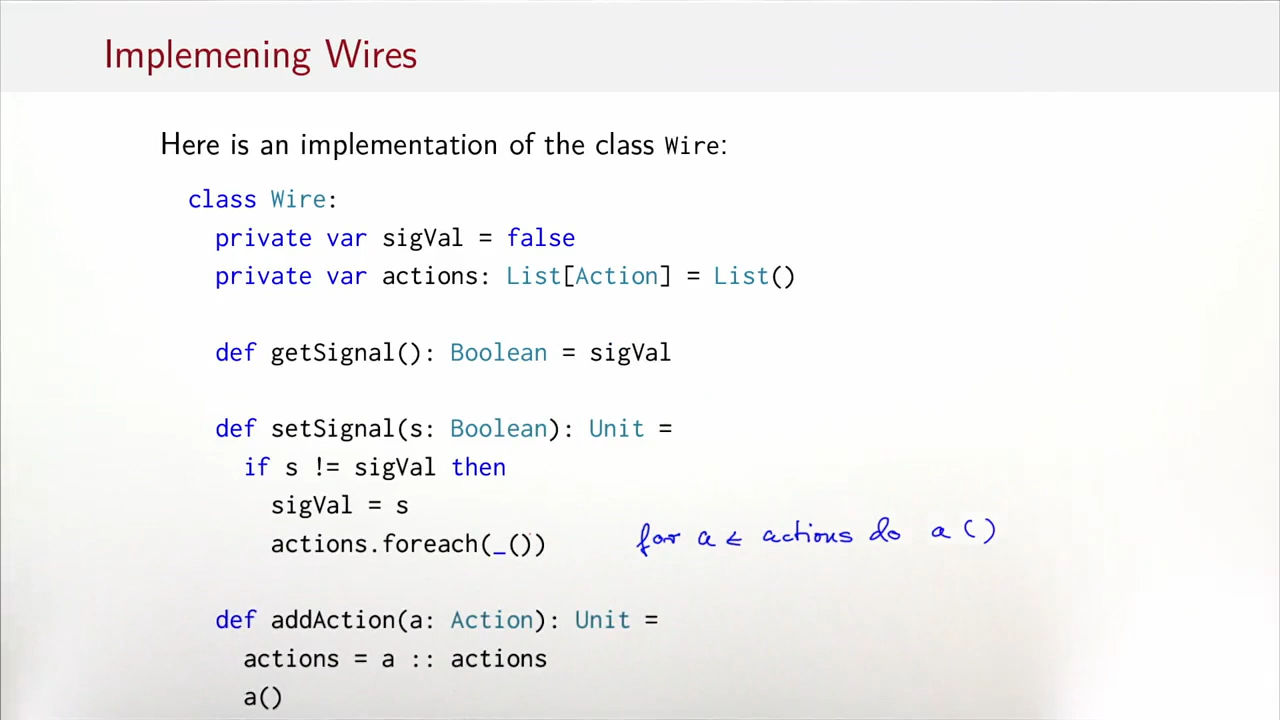 Implemening Wires
Here is an implementation of the class Wire:
class Wire:
  private var sigVal = false
  private var actions: List[Action] = List()
  def getSignal(): Boolean = sigVal
  def setSignal(s: Boolean): Unit =
    if s != sigVal then
      sigVal = s
      actions.foreach(_()) for a ← actions do a ()
  def addAction(a: Action): Unit =
    actions = a :: actions
    a()